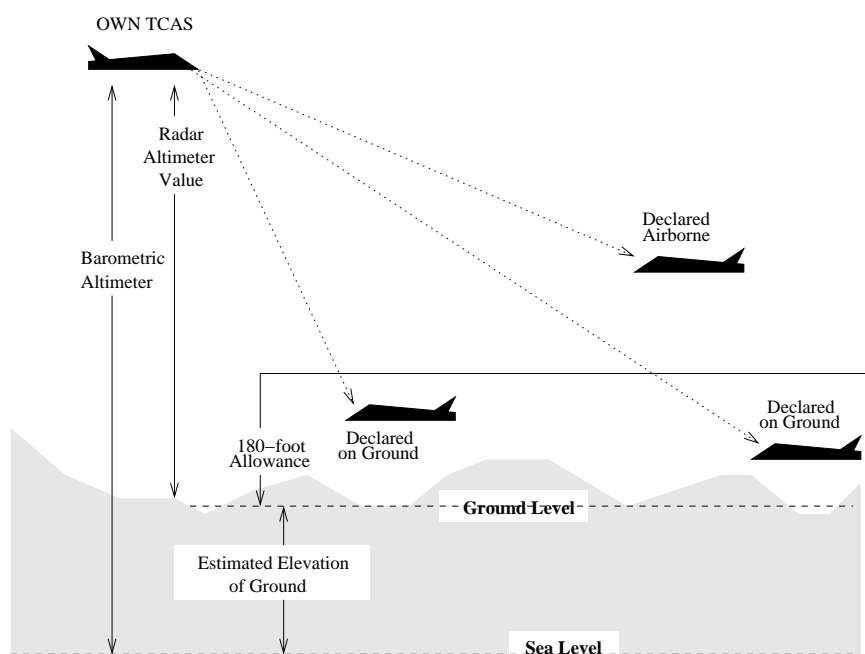 OWN TCAS
Radar
Altimeter
Value
Declared
Airborne
Barometric
Altimeter
Declared
on Ground
180−foot
Allowance
Declared
on Ground
Ground Level
Estimated Elevation
of Ground
Sea Level